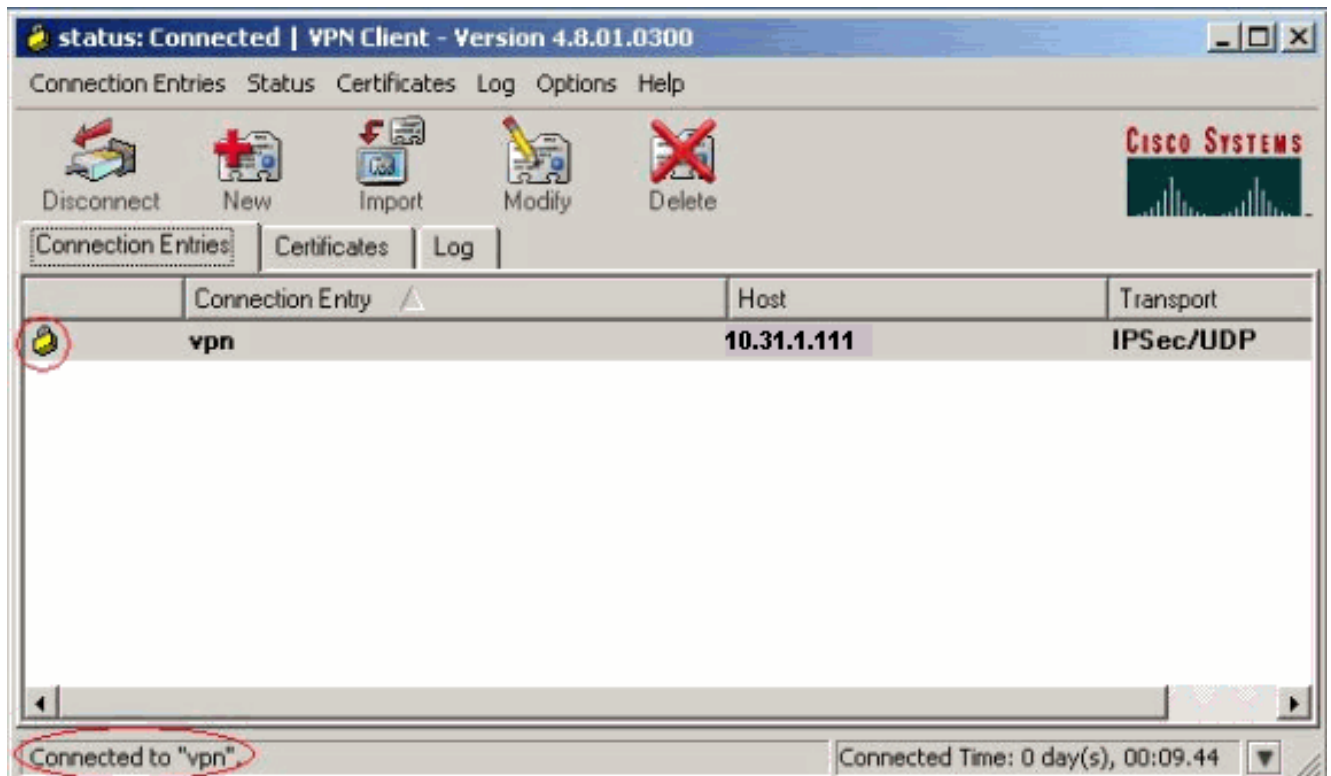 status: Connected | VPN Client - Version 4.8.01.0300
Connection Entries Status Certificates Log Options Help
Disconnect New Import Modify Delete
CISCO SYSTEMS
Connection Entries Certificates Log
Connection Entry Host Transport
vpn 10.31.1.111 IPSec/UDP
Connected to "vpn". Connected Time: 0 day(s), 00:09.44